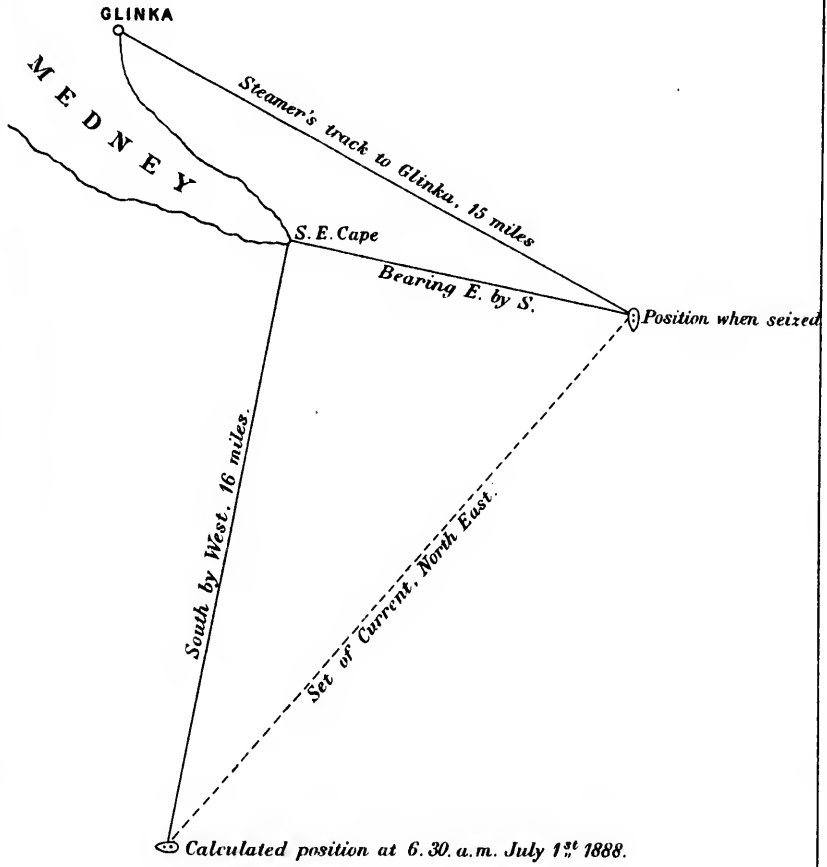 GLINKA
MEDNEY
Steamer's track to Glinka, 15 miles
S. E. Cape
Bearing E. by S.
Position when seized
South by West. 16 miles.
Set of Current, North East.
Calculated position at 6.30. a.m. July 1st 1888.